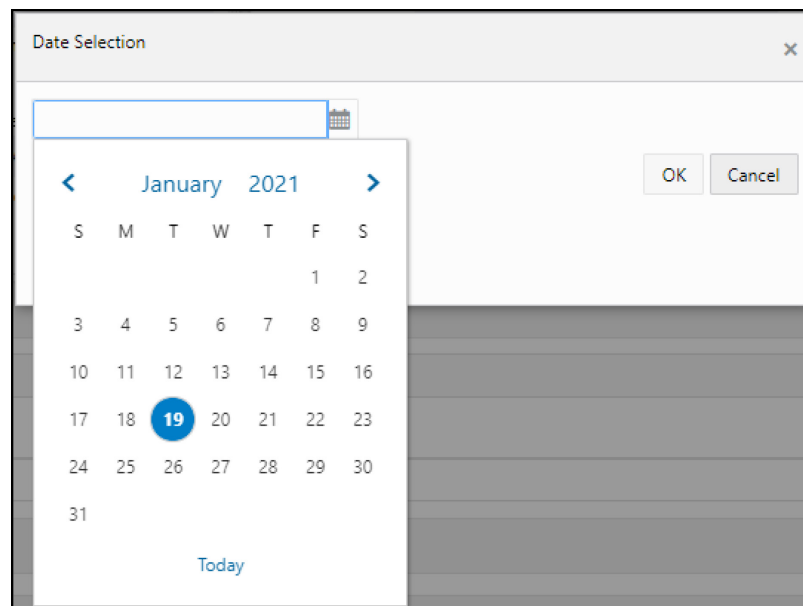 Date Selection
×
January 2021
OK Cancel
S M T W T F S
1 2
3 4 5 6 7 8 9
10 11 12 13 14 15 16
17 18 19 20 21 22 23
24 25 26 27 28 29 30
31
Today